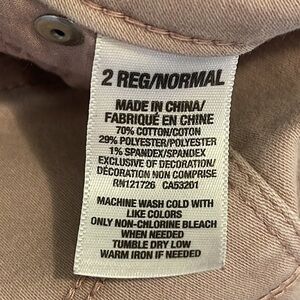 2 REG/NORMAL
MADE IN CHINA/
FABRIQUÉ EN CHINE
70% COTTON/COTON
29% POLYESTER/POLYESTER
1% SPANDEX/SPANDEX
EXCLUSIVE OF DECORATION/
DÉCORATION NON COMPRISE
RN121726 CA53201
MACHINE WASH COLD WITH
LIKE COLORS
ONLY NON-CHLORINE BLEACH
WHEN NEEDED
TUMBLE DRY LOW
WARM IRON IF NEEDED